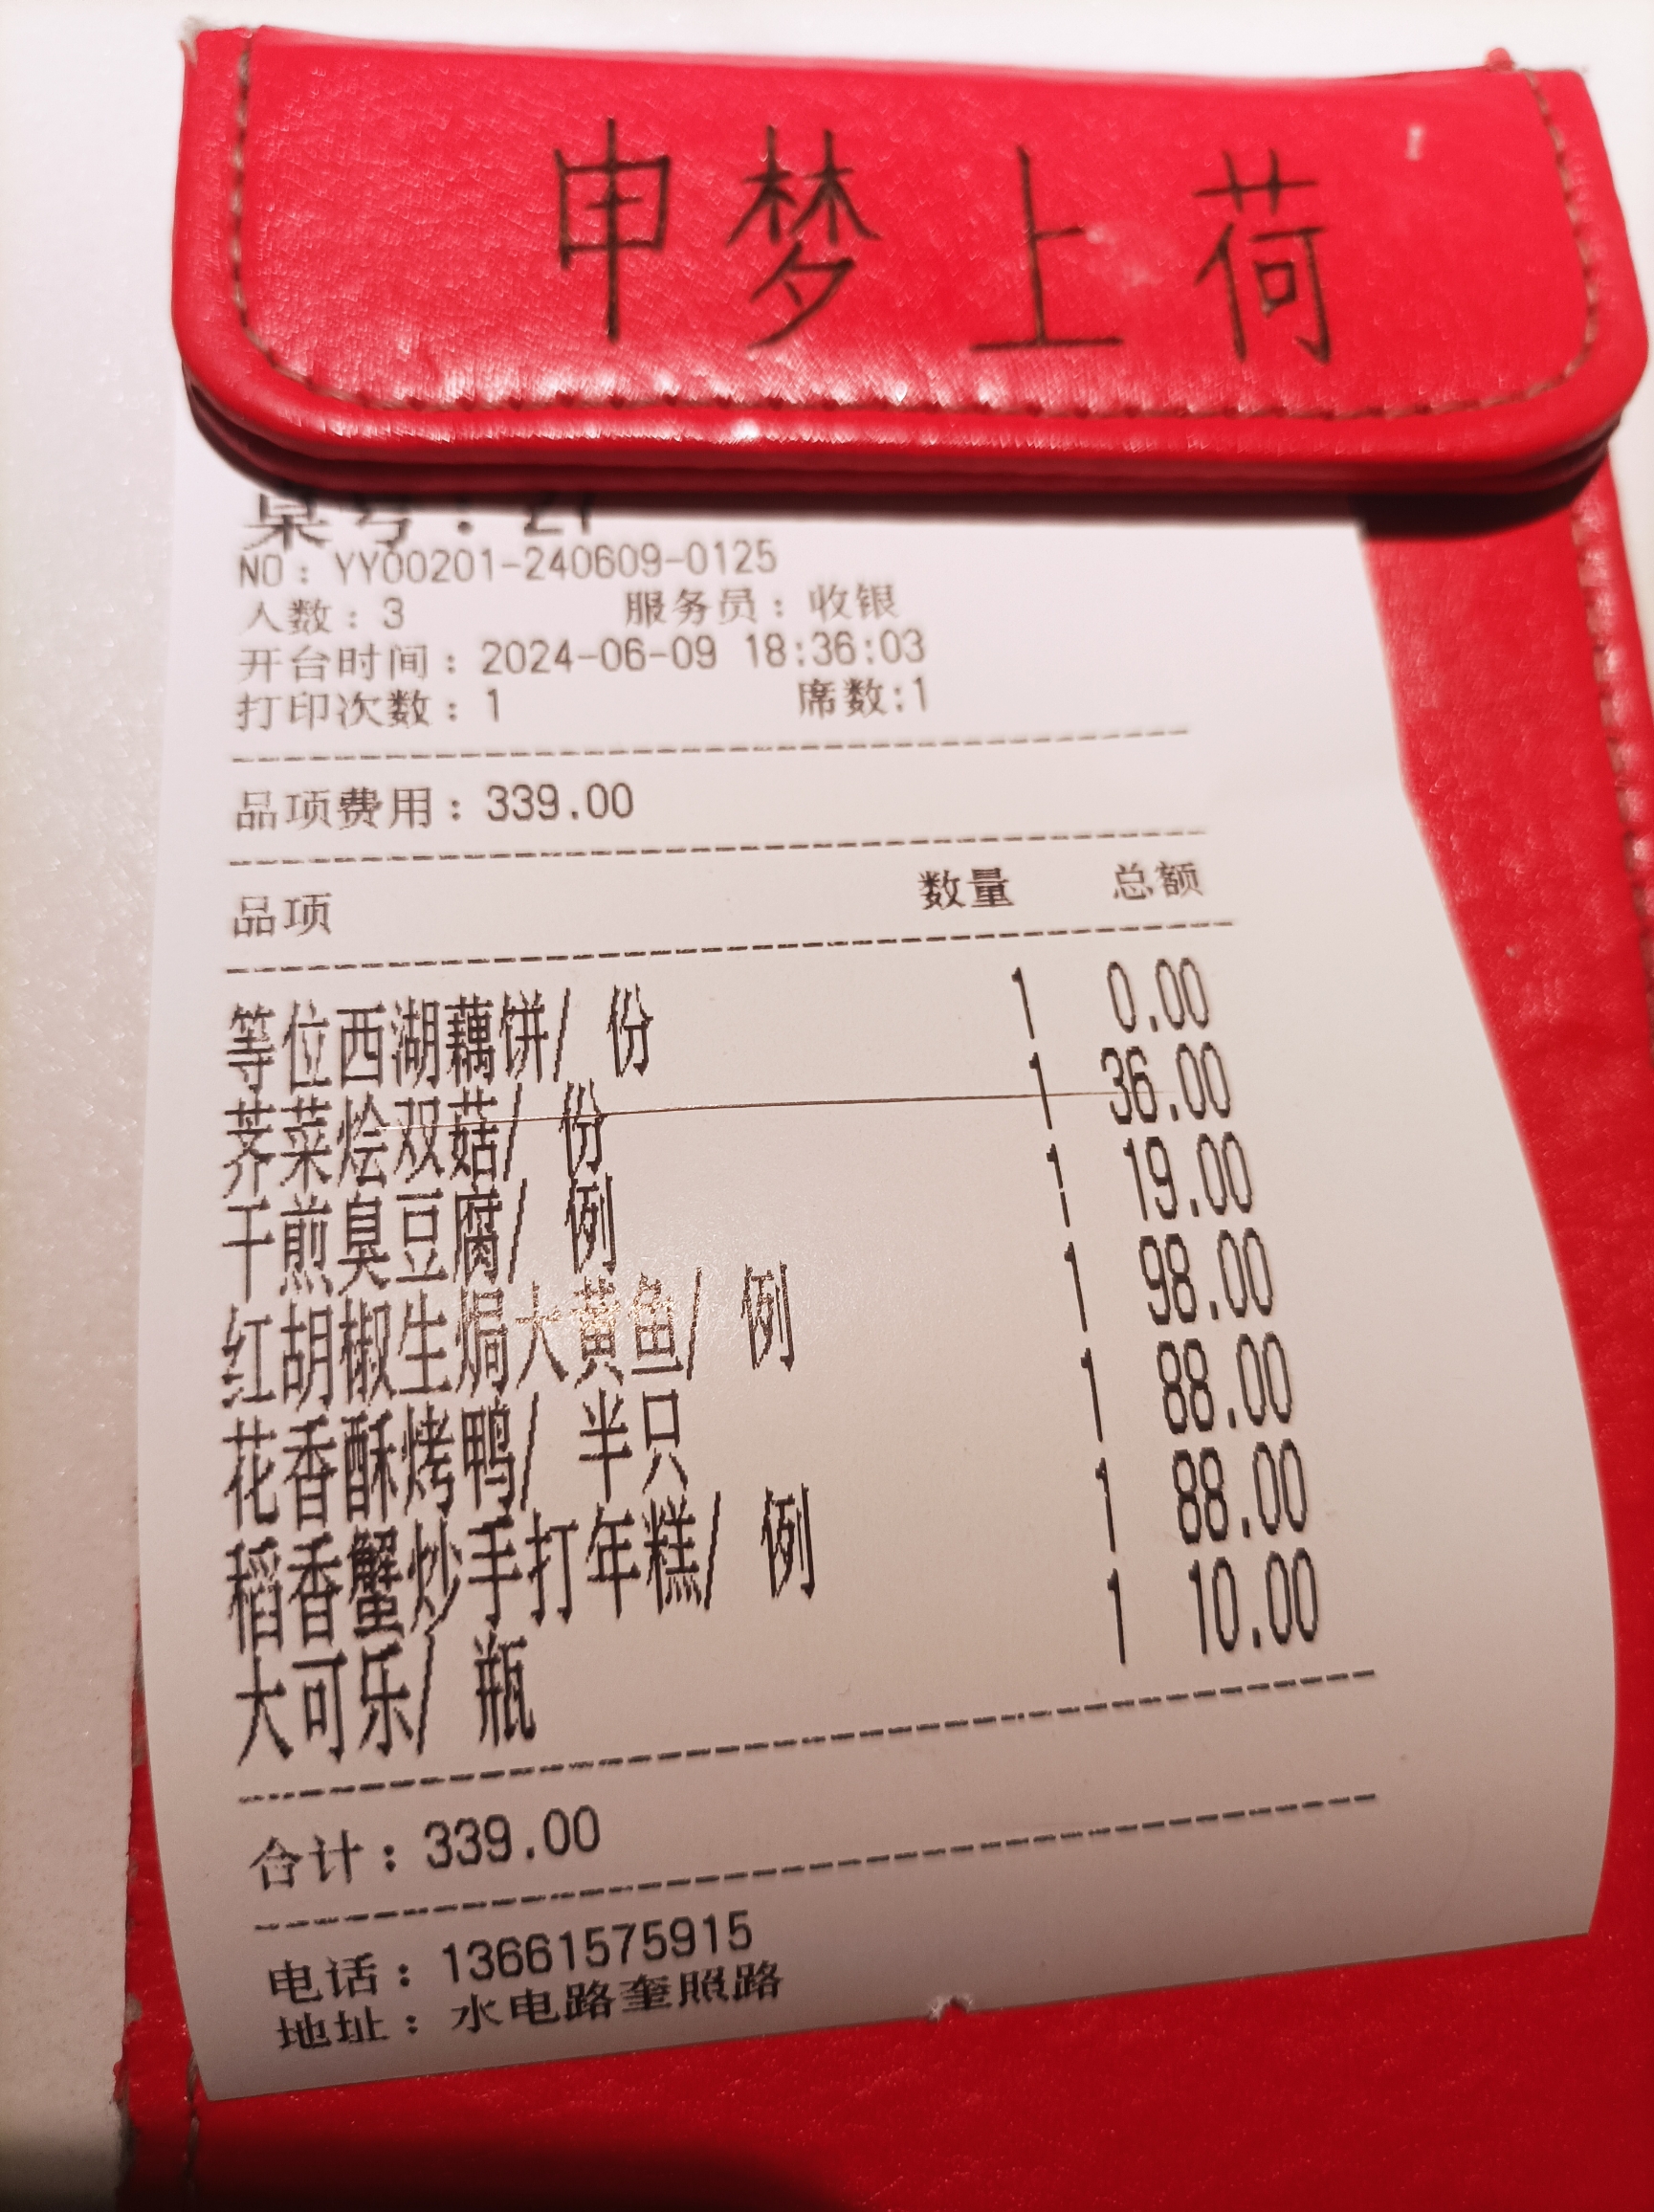 申梦上荷
桌号：27
NO：YY00201-240609-0125
人数：3 服务员：收银
开台时间：2024-06-09 18:36:03
打印次数：1 席数:1
品项费用：339.00
品项 数量 总额
等位西湖藕饼/ 份 1 0.00
荠菜烩双菇/ 份 1 36.00
干煎臭豆腐/ 例 1 19.00
红胡椒生焗大黄鱼/ 例 1 98.00
花香酥烤鸭/ 半只 1 88.00
稻香蟹炒手打年糕/ 例 1 88.00
大可乐/ 瓶 1 10.00
合计：339.00
电话：13661575915
地址：水电路奎照路